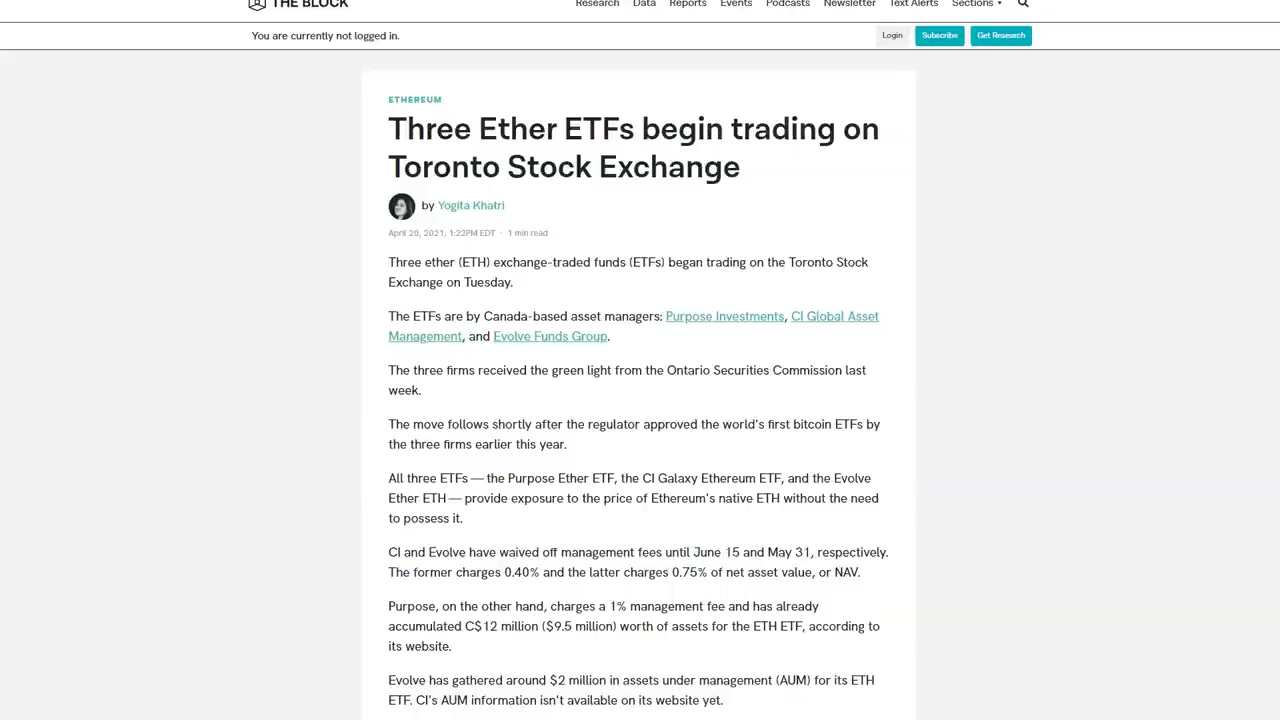 THE BLOCK
Research Data Reports Events Podcasts Newsletter Text Alerts Sections
You are currently not logged in.
Login Subscribe Get Research
ETHEREUM
Three Ether ETFs begin trading on
Toronto Stock Exchange
by Yogita Khatri
April 20, 2021, 1:22PM EDT · 1 min read
Three ether (ETH) exchange-traded funds (ETFs) began trading on the Toronto Stock
Exchange on Tuesday.
The ETFs are by Canada-based asset managers: Purpose Investments, CI Global Asset
Management, and Evolve Funds Group.
The three firms received the green light from the Ontario Securities Commission last
week.
The move follows shortly after the regulator approved the world's first bitcoin ETFs by
the three firms earlier this year.
All three ETFs — the Purpose Ether ETF, the CI Galaxy Ethereum ETF, and the Evolve
Ether ETH — provide exposure to the price of Ethereum's native ETH without the need
to possess it.
CI and Evolve have waived off management fees until June 15 and May 31, respectively.
The former charges 0.40% and the latter charges 0.75% of net asset value, or NAV.
Purpose, on the other hand, charges a 1% management fee and has already
accumulated C$12 million ($9.5 million) worth of assets for the ETH ETF, according to
its website.
Evolve has gathered around $2 million in assets under management (AUM) for its ETH
ETF. CI's AUM information isn't available on its website yet.